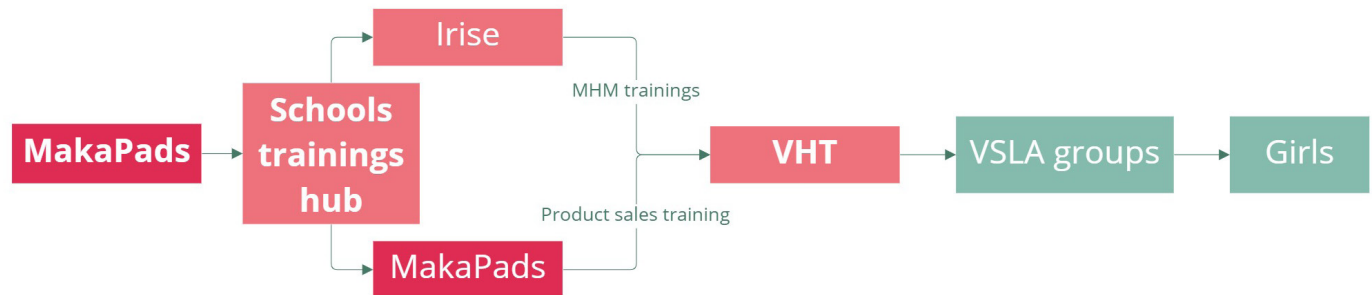 MakaPads
Schools
trainings
hub
Irise
MakaPads
MHM trainings
Product sales training
VHT
VSLA groups
Girls